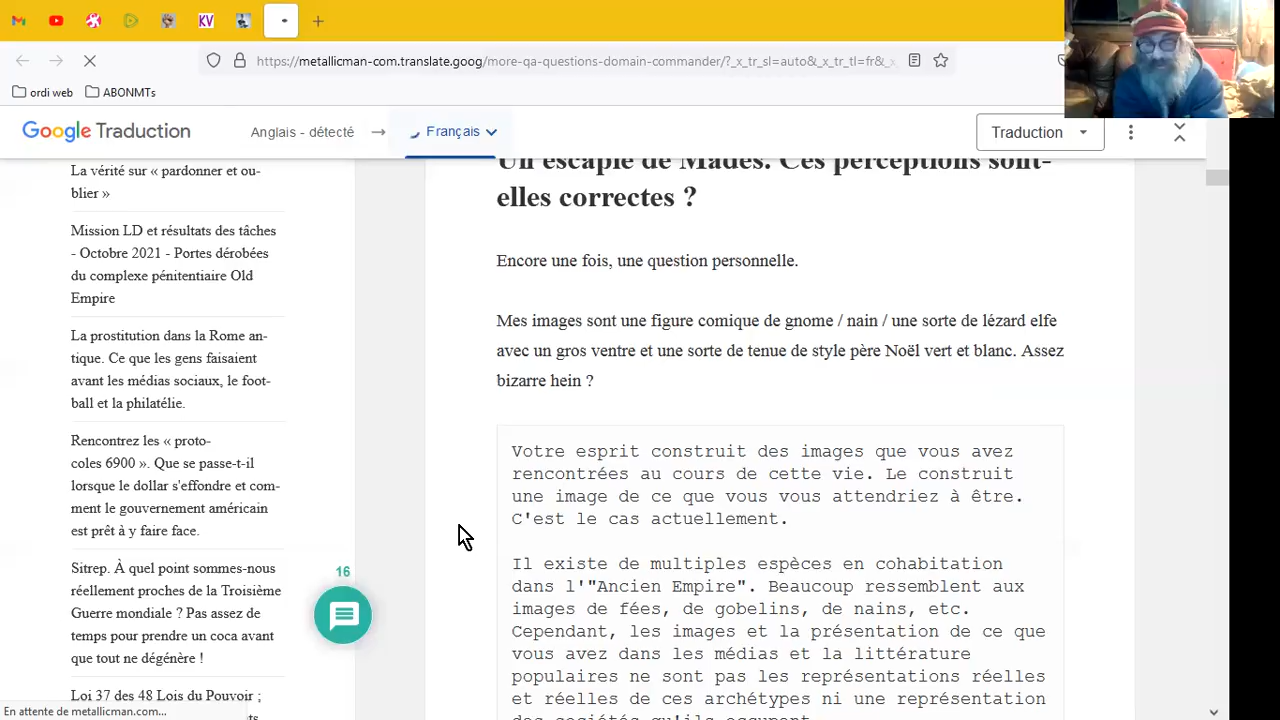 KV
https://metallicman-com.translate.goog/more-qa-questions-domain-commander/?_x_tr_sl=auto&_x_tr_tl=fr&_x
ordi web
ABONMTs
Google Traduction
Anglais - détecté
Français
Traduction
La vérité sur « pardonner et ou-
blier »
Mission LD et résultats des tâches
- Octobre 2021 - Portes dérobées
du complexe pénitentiaire Old
Empire
La prostitution dans la Rome an-
tique. Ce que les gens faisaient
avant les médias sociaux, le foot-
ball et la philatélie.
Rencontrez les « proto-
coles 6900 ». Que se passe-t-il
lorsque le dollar s'effondre et com-
ment le gouvernement américain
est prêt à y faire face.
Sitrep. À quel point sommes-nous
réellement proches de la Troisième
Guerre mondiale ? Pas assez de
temps pour prendre un coca avant
que tout ne dégénère !
Loi 37 des 48 Lois du Pouvoir ;
En attente de metallicman.com...
16
Un escapie de Mades. Ces perceptions sont-
elles correctes ?
Encore une fois, une question personnelle.
Mes images sont une figure comique de gnome / nain / une sorte de lézard elfe
avec un gros ventre et une sorte de tenue de style père Noël vert et blanc. Assez
bizarre hein ?
Votre esprit construit des images que vous avez
rencontrées au cours de cette vie. Le construit
une image de ce que vous vous attendriez à être.
C'est le cas actuellement.
Il existe de multiples espèces en cohabitation
dans l'"Ancien Empire". Beaucoup ressemblent aux
images de fées, de gobelins, de nains, etc.
Cependant, les images et la présentation de ce que
vous avez dans les médias et la littérature
populaires ne sont pas les représentations réelles
et réelles de ces archétypes ni une représentation
des sociétés qu'ils occupent.